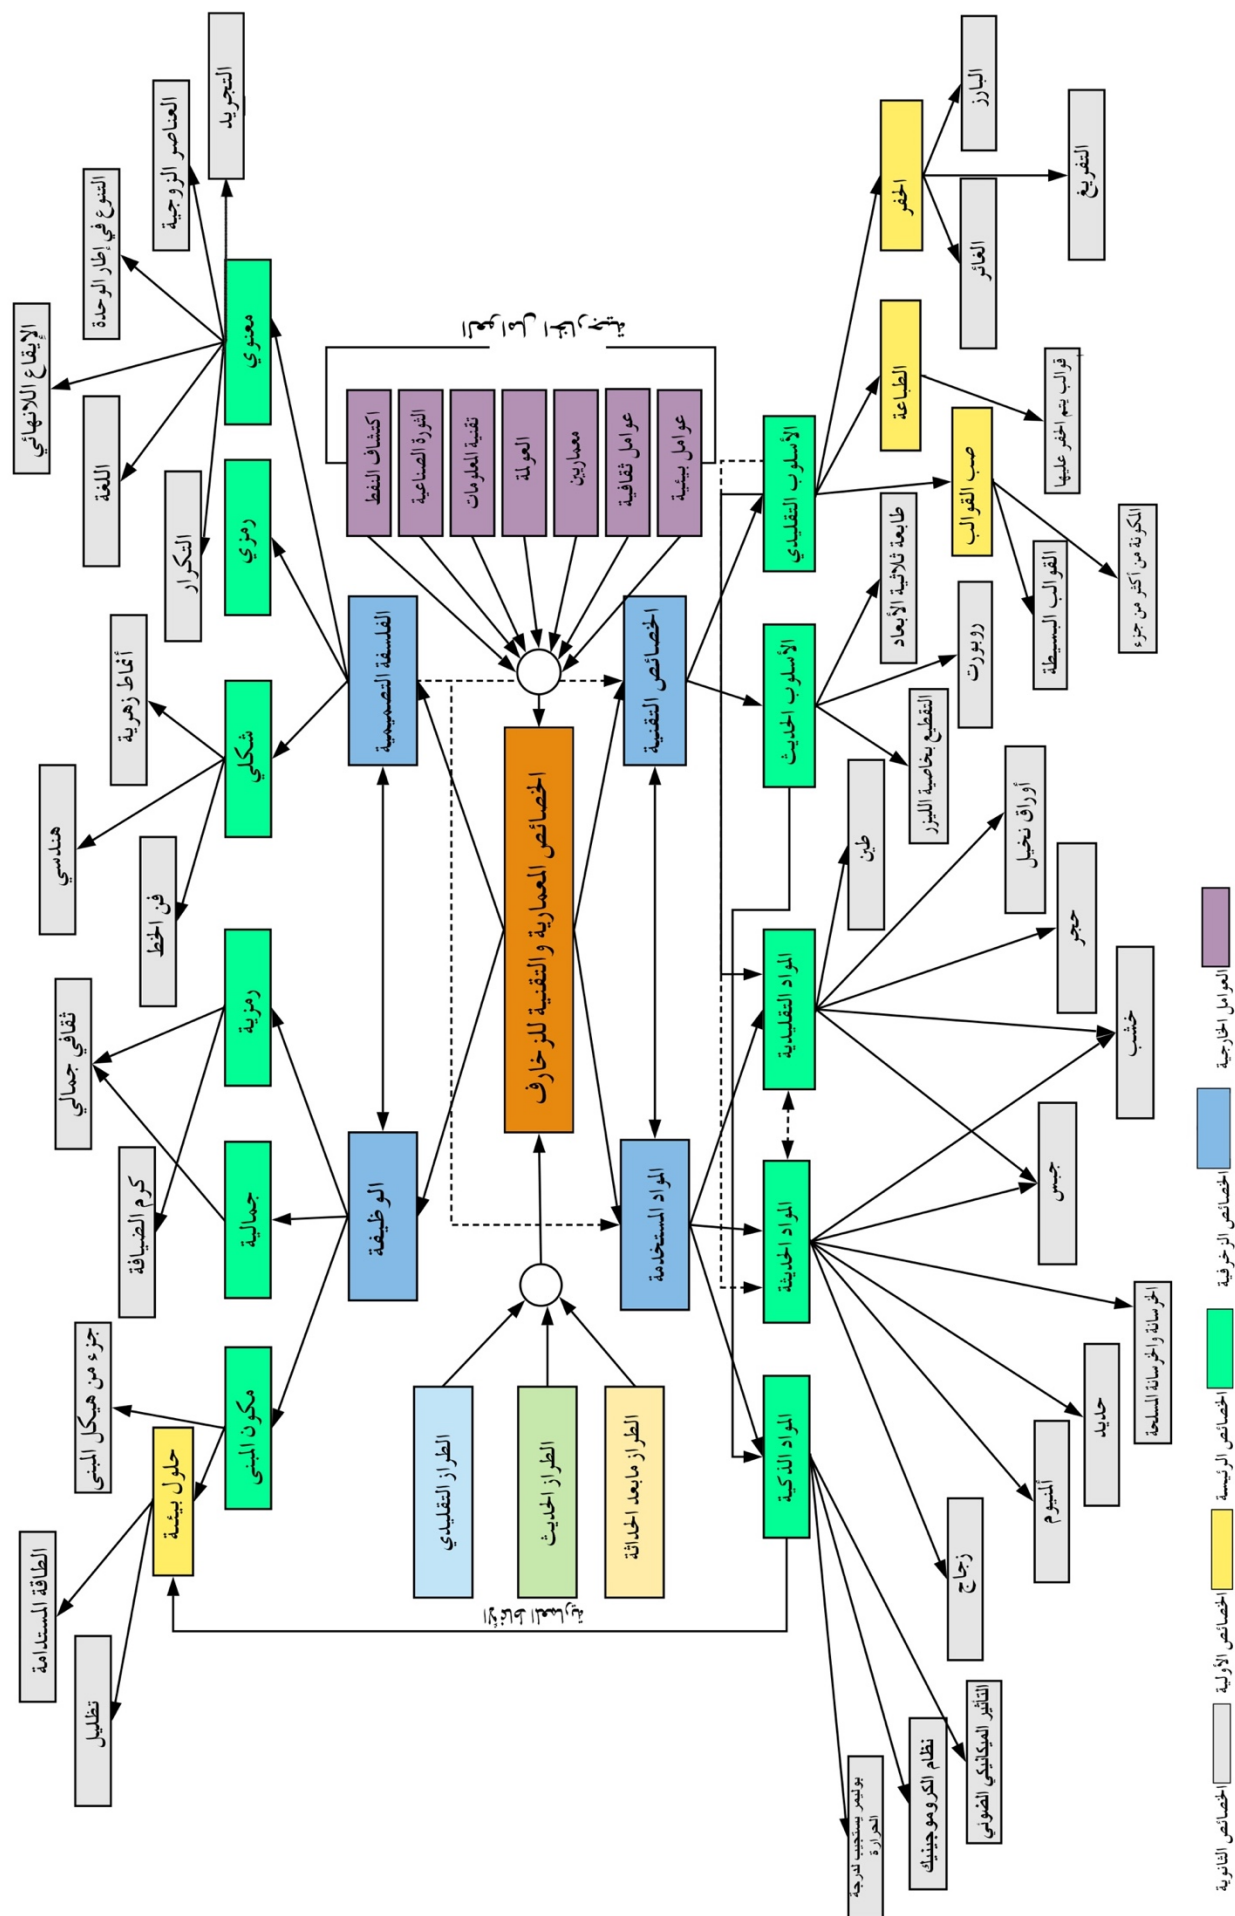 التجريد
العناصر الزوجية
التنوع في إطار الوحدة
الإيقاع اللانهائي
اللغة
التكرار
معنوي
رمزي
أنماط زهرية
هندسي
فن الخط
شكلي
ثقافي جمالي
كرم الضيافة
رمزية
جمالية
جزء من هيكل المبنى
مكون المبنى
حلول بيئية
الطاقة المستدامة
تظليل
الفلسفة التصميمية
الوظيفة
العوامل الخارجية
اكتشاف النفط
الثورة الصناعية
تقنية المعلومات
العولمة
معماريين
عوامل ثقافية
عوامل بيئية
الخصائص المعمارية والتقنية للزخارف
الطراز التقليدي
الطراز الحديث
الطراز مابعد الحداثة
الأنماط المعمارية
الخصائص التقنية
المواد المستخدمة
الأسلوب التقليدي
الأسلوب الحديث
المواد التقليدية
المواد الحديثة
المواد الذكية
الحفر
البارز
الغائر
التفريغ
الطباعة
قوالب يتم الحفر عليها
صب القوالب
القوالب البسيطة
المكونة من أكثر من جزء
طابعة ثلاثية الأبعاد
روبورت
التقطيع بخاصية الليزر
طين
أوراق نخيل
حجر
خشب
جبس
الخرسانة والخرسانة المسلحة
حديد
ألمنيوم
زجاج
التأثير الميكانيكي الضوئي
نظام الكروموجينيك
بوليمر يستجيب لدرجة
الحرارة
العوامل الخارجية
الخصائص الزخرفية
الخصائص الرئيسة
الخصائص الأولية
الخصائص الثانوية